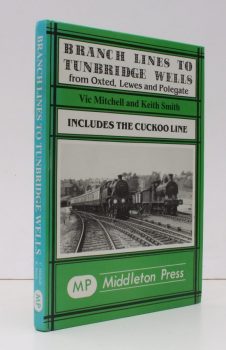 BRANCH LINES TO
TUNBRIDGE WELLS
from Oxted, Lewes and Polegate
Vic Mitchell and Keith Smith
INCLUDES THE CUCKOO LINE
MP Middleton Press
BRANCH LINES TO TUNBRIDGE WELLS
MP